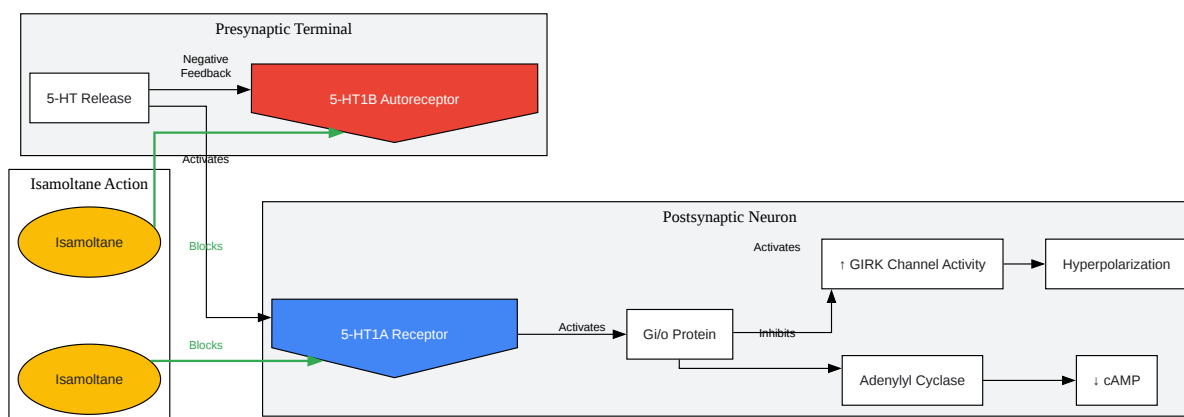 Presynaptic Terminal
Negative
Feedback
5-HT Release
5-HT1B Autoreceptor
Activates
Isamoltane Action
Isamoltane
Blocks
Postsynaptic Neuron
Activates
↑ GIRK Channel Activity
Hyperpolarization
5-HT1A Receptor
Activates
Gi/o Protein
Inhibits
Blocks
Isamoltane
Adenylyl Cyclase
↓ cAMP